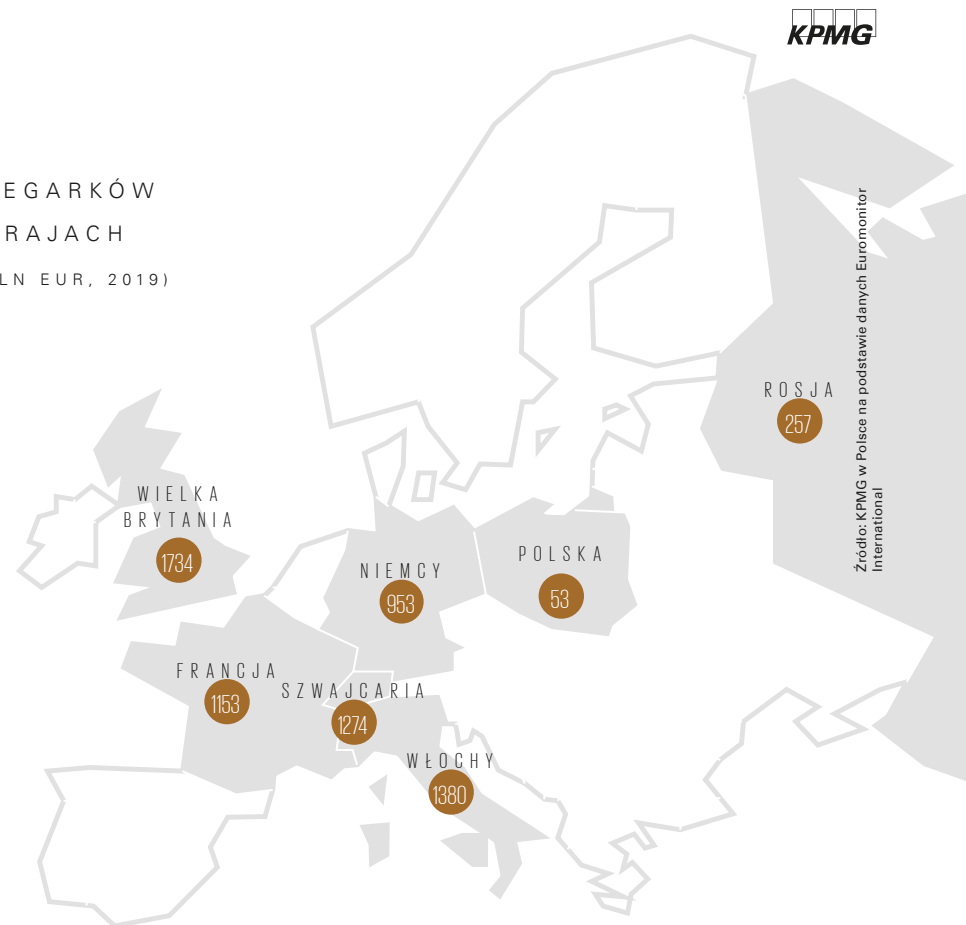 KPMG
EGARKÓW
RAJACH
LN EUR, 2019)
Źródło: KPMG w Polsce na podstawie danych Euromonitor
International
ROSJA
257
WIELKA
BRYTANIA
1734
POLSKA
53
NIEMCY
953
FRANCJA
1153
SZWAJCARIA
1274
WŁOCHY
1380